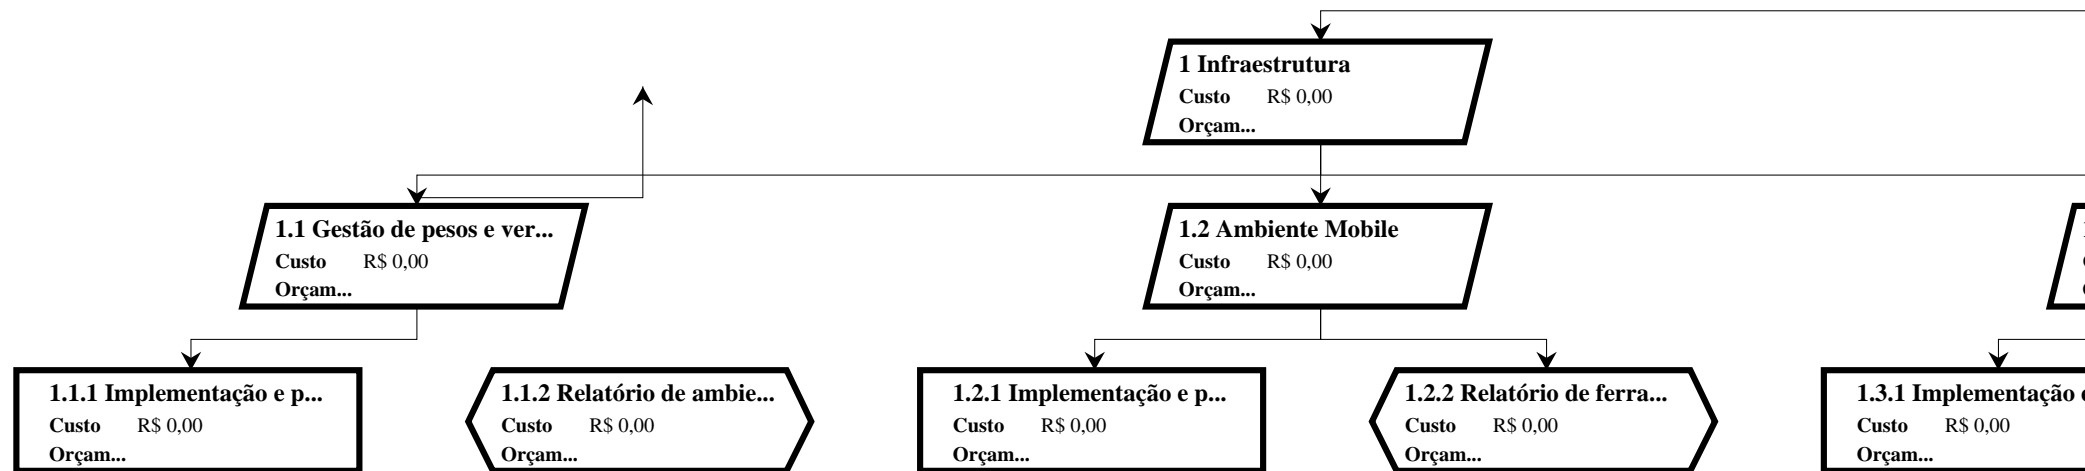 1 Infraestrutura
Custo R$ 0,00
Orçam...
1.1 Gestão de pesos e ver...
Custo R$ 0,00
Orçam...
1.2 Ambiente Mobile
Custo R$ 0,00
Orçam...
1.1.1 Implementação e p...
Custo R$ 0,00
Orçam...
1.1.2 Relatório de ambie...
Custo R$ 0,00
Orçam...
1.2.1 Implementação e p...
Custo R$ 0,00
Orçam...
1.2.2 Relatório de ferra...
Custo R$ 0,00
Orçam...
1.3.1 Implementação
Custo R$ 0,00
Orçam...